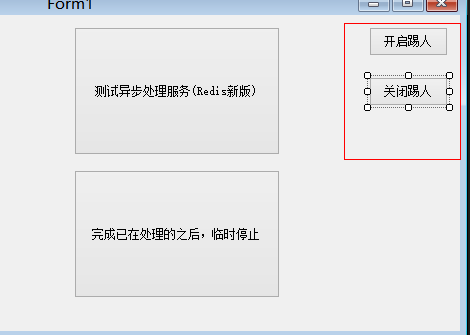 Form1
开启踢人
测试异步处理服务(Redis新版)
关闭踢人
完成已在处理的之后，临时停止